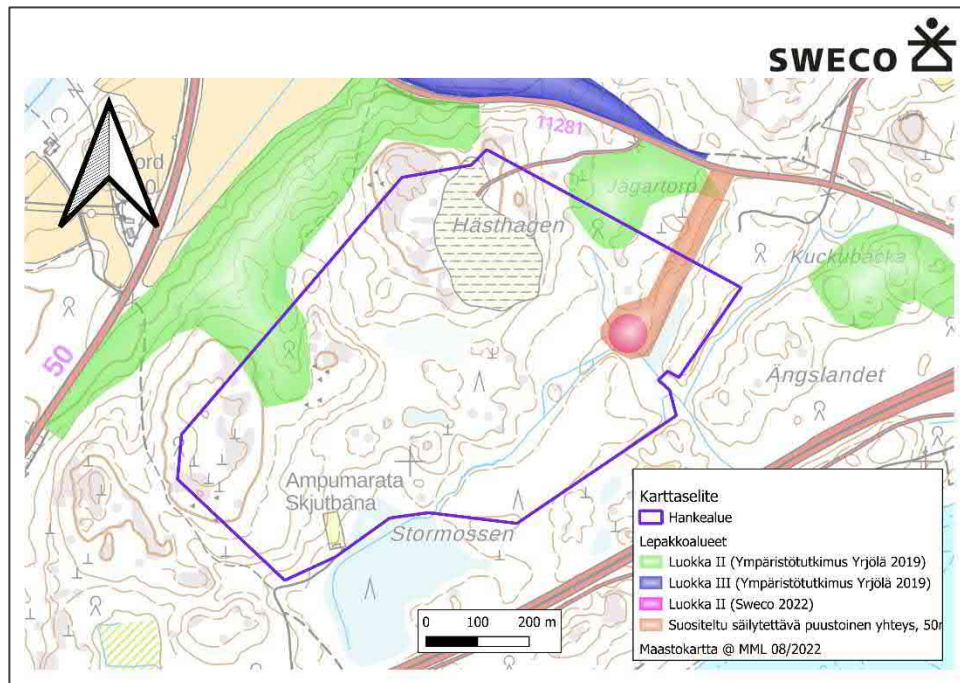 SWECO
11281
Jägartorp
Hästhagen
Kuckubacka
50
Ängslandet
Ampumarata
Skjutbana
Stormossen
0 100 200 m
Karttaselite
Hankealue
Lepakkoalueet
Luokka II (Ympäristötutkimus Yrjölä 2019)
Luokka III (Ympäristötutkimus Yrjölä 2019)
Luokka II (Sweco 2022)
Suositeltu säilytettävä puustoinen yhteys, 50m
Maastokartta @ MML 08/2022